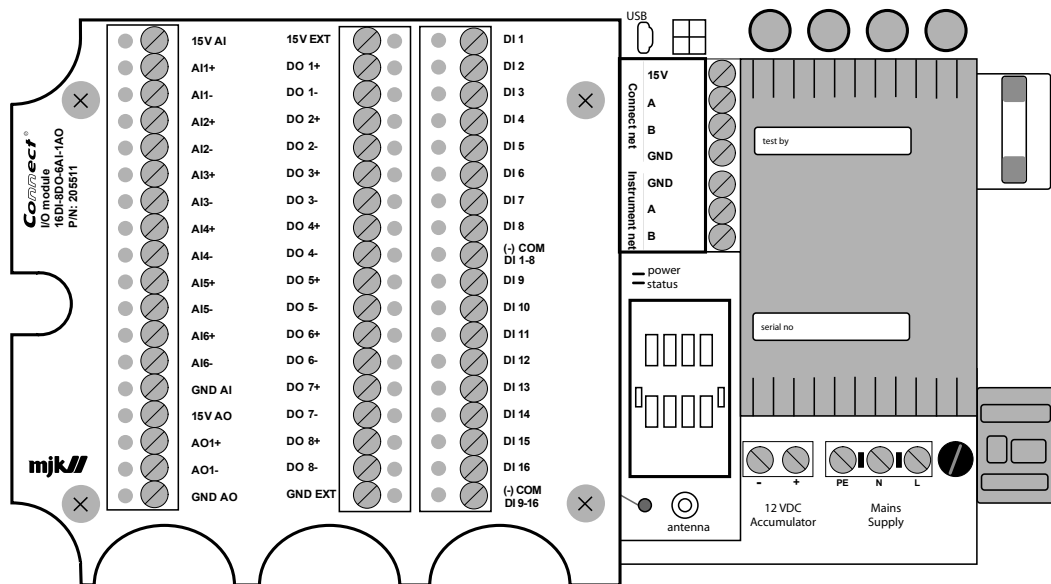 Connect®
I/O module
16DI-8DO-6AI-1AO
P/N: 205511
mjk
15V AI
AI1+
AI1-
AI2+
AI2-
AI3+
AI3-
AI4+
AI4-
AI5+
AI5-
AI6+
AI6-
GND AI
15V AO
AO1+
AO1-
GND AO
15V EXT
DO 1+
DO 1-
DO 2+
DO 2-
DO 3+
DO 3-
DO 4+
DO 4-
DO 5+
DO 5-
DO 6+
DO 6-
DO 7+
DO 7-
DO 8+
DO 8-
GND EXT
DI 1
DI 2
DI 3
DI 4
DI 5
DI 6
DI 7
DI 8
(-) COM
DI 1-8
DI 9
DI 10
DI 11
DI 12
DI 13
DI 14
DI 15
DI 16
(-) COM
DI 9-16
USB
Connect net
15V
A
B
GND
Instrument net
GND
A
B
power
status
antenna
test by
serial no
- +
12 VDC
Accumulator
PE N L
Mains
Supply